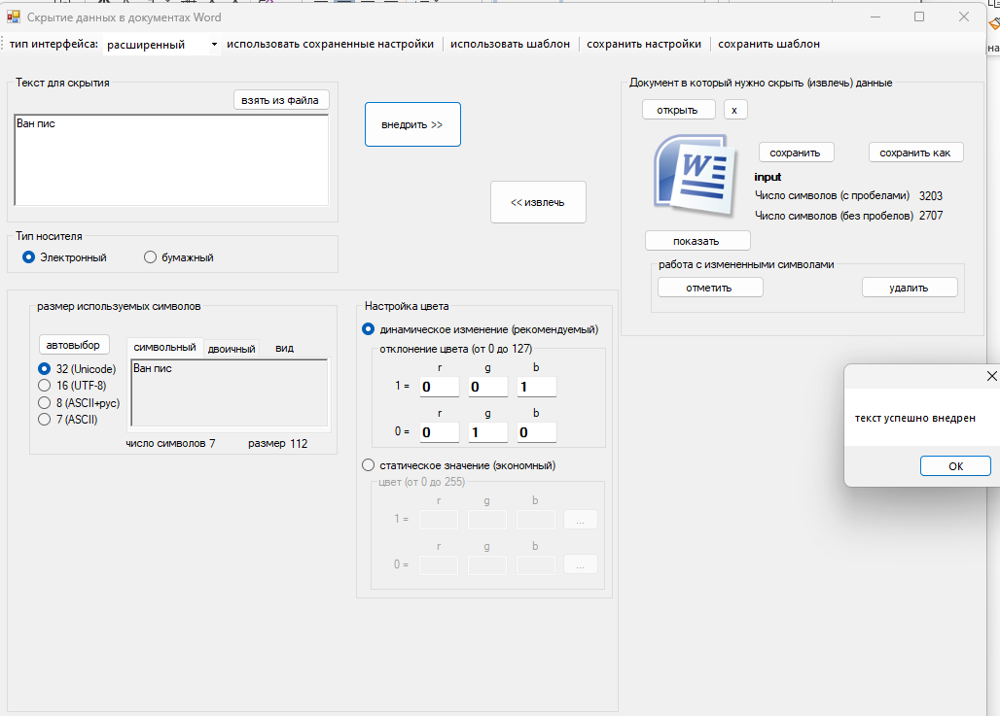 Скрытие данных в документах Word
тип интерфейса: расширенный использовать сохраненные настройки использовать шаблон сохранить настройки сохранить шаблон
Текст для скрытия
взять из файла
Ван пис
внедрить >>
<< извлечь
Тип носителя
Электронный бумажный
Документ в который нужно скрыть (извлечь) данные
открыть x
сохранить сохранить как
input
Число символов (с пробелами) 3203
Число символов (без пробелов) 2707
показать
работа с измененными символами
отметить удалить
размер используемых символов
автовыбор
32 (Unicode)
16 (UTF-8)
8 (ASCII+рус)
7 (ASCII)
символьный двоичный вид
Ван пис
число символов 7 размер 112
Настройка цвета
динамическое изменение (рекомендуемый)
отклонение цвета (от 0 до 127)
r g b
1 = 0 0 1
r g b
0 = 0 1 0
статическое значение (экономный)
цвет (от 0 до 255)
r g b
1 = ...
r g b
0 = ...
текст успешно внедрен
OK
на